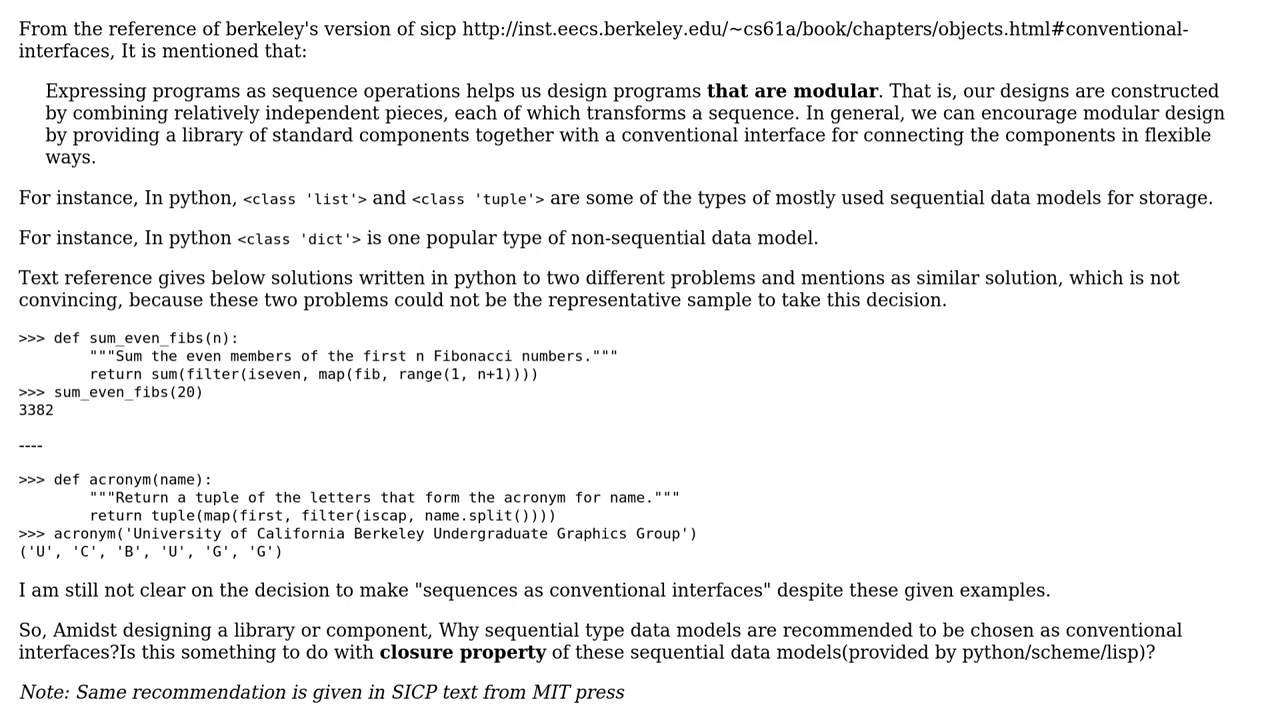 From the reference of berkeley's version of sicp http://inst.eecs.berkeley.edu/~cs61a/book/chapters/objects.html#conventional-
interfaces, It is mentioned that:
Expressing programs as sequence operations helps us design programs that are modular. That is, our designs are constructed
by combining relatively independent pieces, each of which transforms a sequence. In general, we can encourage modular design
by providing a library of standard components together with a conventional interface for connecting the components in flexible
ways.
For instance, In python, <class 'list'> and <class 'tuple'> are some of the types of mostly used sequential data models for storage.
For instance, In python <class 'dict'> is one popular type of non-sequential data model.
Text reference gives below solutions written in python to two different problems and mentions as similar solution, which is not
convincing, because these two problems could not be the representative sample to take this decision.
>>> def sum_even_fibs(n):
        """Sum the even members of the first n Fibonacci numbers."""
        return sum(filter(iseven, map(fib, range(1, n+1))))
>>> sum_even_fibs(20)
3382
----
>>> def acronym(name):
        """Return a tuple of the letters that form the acronym for name."""
        return tuple(map(first, filter(iscap, name.split())))
>>> acronym('University of California Berkeley Undergraduate Graphics Group')
('U', 'C', 'B', 'U', 'G', 'G')
I am still not clear on the decision to make "sequences as conventional interfaces" despite these given examples.
So, Amidst designing a library or component, Why sequential type data models are recommended to be chosen as conventional
interfaces?Is this something to do with closure property of these sequential data models(provided by python/scheme/lisp)?
Note: Same recommendation is given in SICP text from MIT press